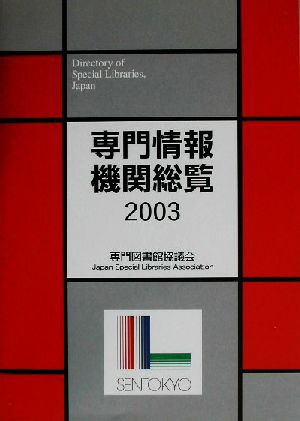 Directory of
Special Libraries,
Japan
専門情報
機関総覧
2003
専門図書館協議会
Japan Special Libraries Association
SENTOKYO